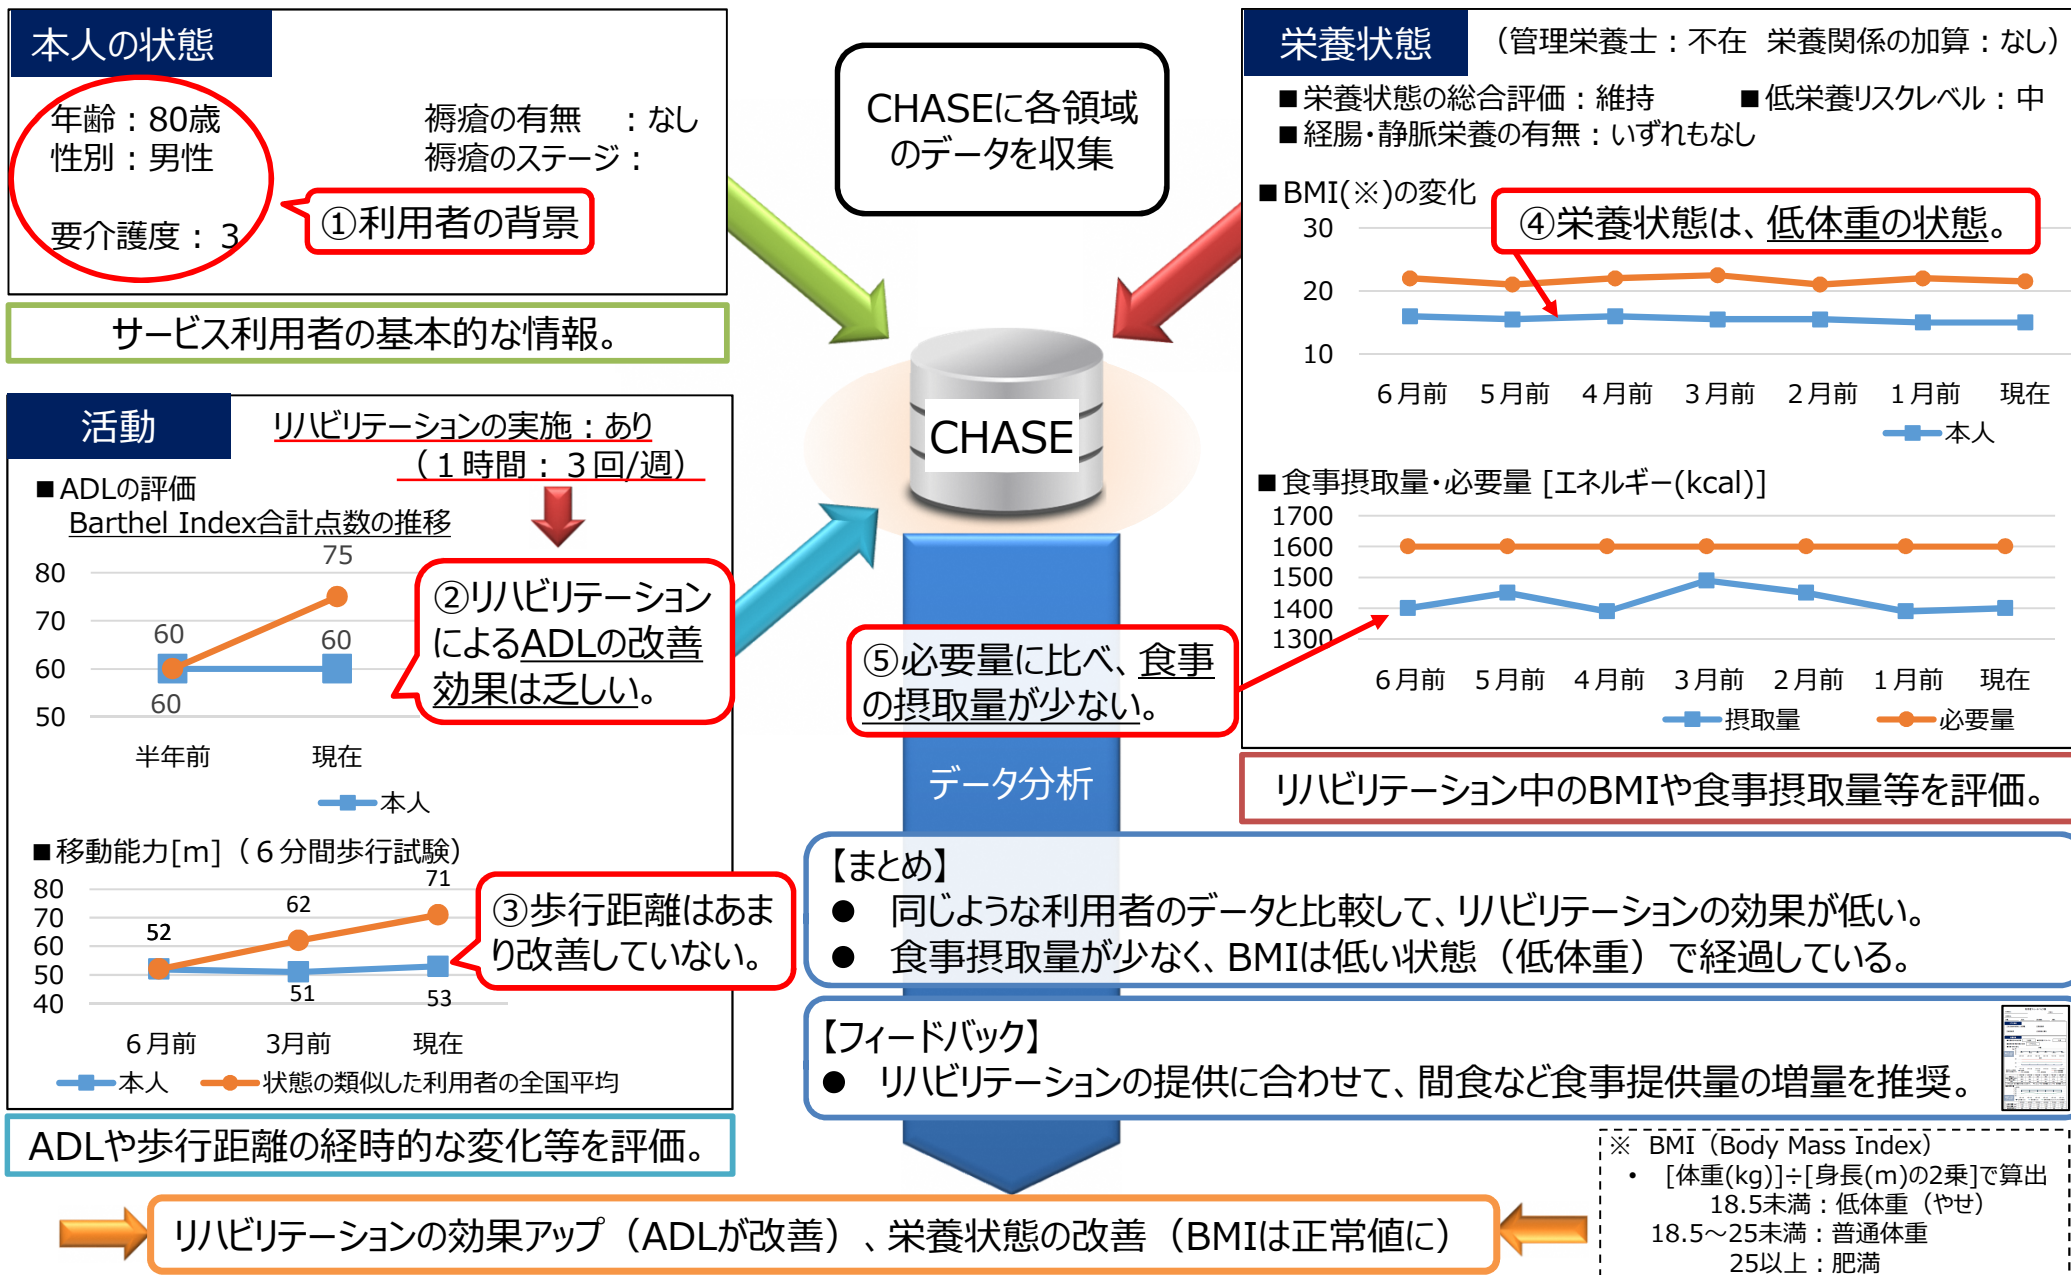 本人の状態
年齢：80歳
性別：男性
要介護度：３
褥瘡の有無　：なし
褥瘡のステージ：
①利用者の背景
サービス利用者の基本的な情報。
CHASEに各領域
のデータを収集
CHASE
栄養状態
（管理栄養士：不在 栄養関係の加算：なし）
■栄養状態の総合評価：維持
■低栄養リスクレベル：中
■経腸・静脈栄養の有無：いずれもなし
■BMI(※)の変化
④栄養状態は、低体重の状態。
30
20
10
６月前 ５月前 ４月前 ３月前 ２月前 １月前 現在
本人
■食事摂取量・必要量 [エネルギー(kcal)]
1700
1600
1500
1400
1300
６月前 ５月前 ４月前 ３月前 ２月前 １月前 現在
摂取量 必要量
⑤必要量に比べ、食事
の摂取量が少ない。
リハビリテーション中のBMIや食事摂取量等を評価。
活動
リハビリテーションの実施：あり
（１時間：３回/週）
■ADLの評価
Barthel Index合計点数の推移
80
70
60
50
60
60
75
60
半年前 現在
本人
②リハビリテーション
によるADLの改善
効果は乏しい。
■移動能力[m]（６分間歩行試験）
80
70
60
50
40
52
62
71
51
53
６月前 3月前 現在
本人 状態の類似した利用者の全国平均
③歩行距離はあま
り改善していない。
ADLや歩行距離の経時的な変化等を評価。
データ分析
【まとめ】
● 同じような利用者のデータと比較して、リハビリテーションの効果が低い。
● 食事摂取量が少なく、BMIは低い状態（低体重）で経過している。
【フィードバック】
● リハビリテーションの提供に合わせて、間食など食事提供量の増量を推奨。
リハビリテーションの効果アップ（ADLが改善）、栄養状態の改善（BMIは正常値に）
※ BMI（Body Mass Index）
・ [体重(kg)]÷[身長(m)の2乗]で算出
18.5未満：低体重（やせ）
18.5～25未満：普通体重
25以上：肥満